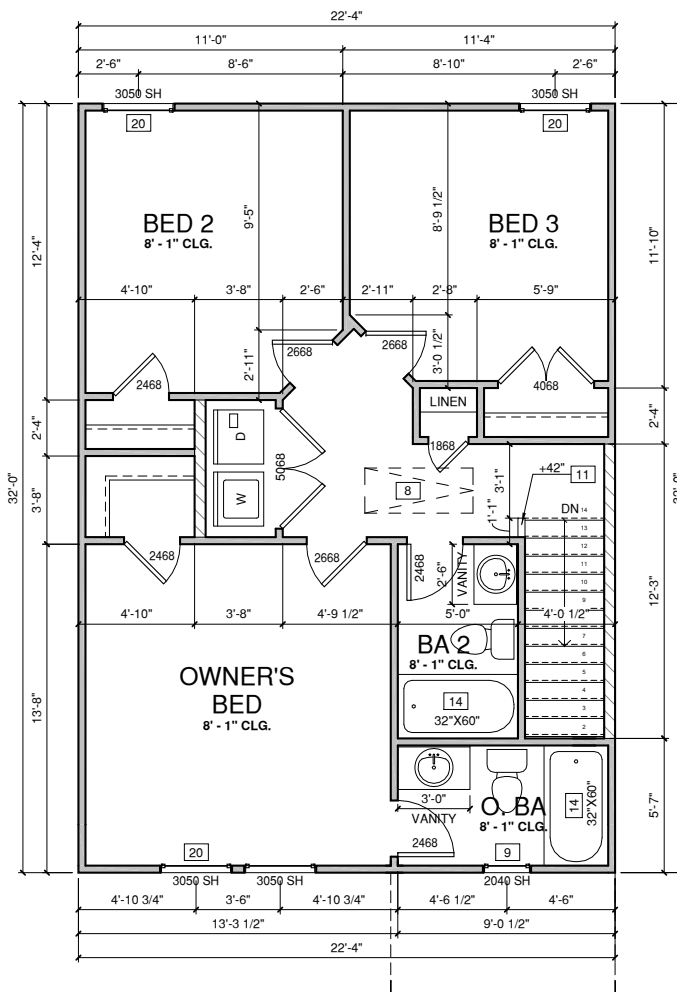 22'-4"
11'-0" 11'-4"
2'-6" 8'-6" 8'-10" 2'-6"
3050 SH 3050 SH
20 20
BED 2 BED 3
8' - 1" CLG. 8' - 1" CLG.
9'-5" 8'-9 1/2"
12'-4" 11'-10"
4'-10" 3'-8" 2'-6" 2'-11" 2'-8" 5'-9"
2'-11" 3'-0 1/2"
2668 2668
2468 4068
LINEN
2'-4" 2'-4"
D
1868
5068
32'-0"
3'-8"
W
8
3'-1"
+42" 11
1'-1"
DN 14
13
12
11
10
9
7
6
5
4
3
2
2468 2668 2468
2'-6"
VANITY
12'-3"
4'-10" 3'-8" 4'-9 1/2" 5'-0" 4'-0 1/2"
BA 2
8' - 1" CLG.
OWNER'S
BED
8' - 1" CLG.
14
32"X60"
13'-8"
3'-0"
VANITY
O. BA
8' - 1" CLG.
14
32"X60"
5'-7"
2468
20 9
3050 SH 3050 SH 2040 SH
4'-10 3/4" 3'-6" 4'-10 3/4" 4'-6 1/2" 4'-6"
13'-3 1/2" 9'-0 1/2"
22'-4"